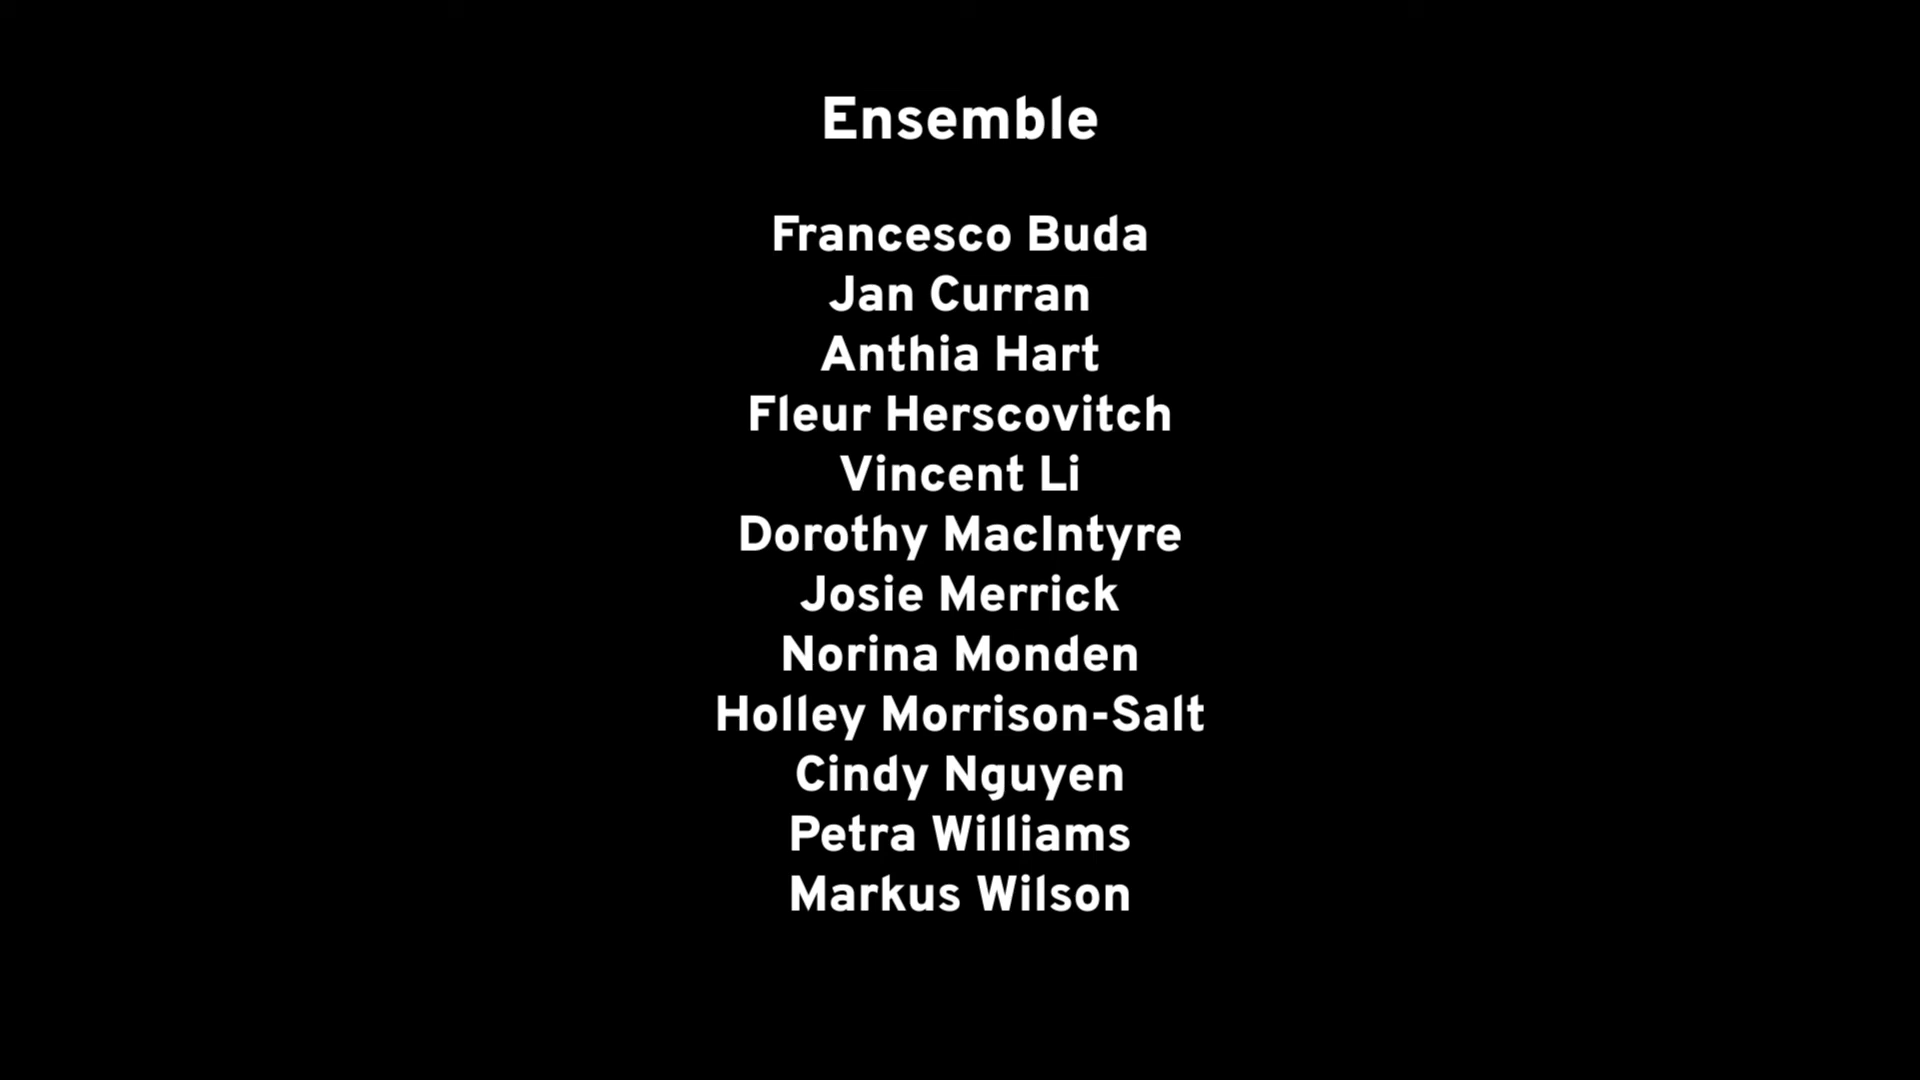 Ensemble
Francesco Buda
Jan Curran
Anthia Hart
Fleur Herscovitch
Vincent Li
Dorothy MacIntyre
Josie Merrick
Norina Monden
Holley Morrison-Salt
Cindy Nguyen
Petra Williams
Markus Wilson